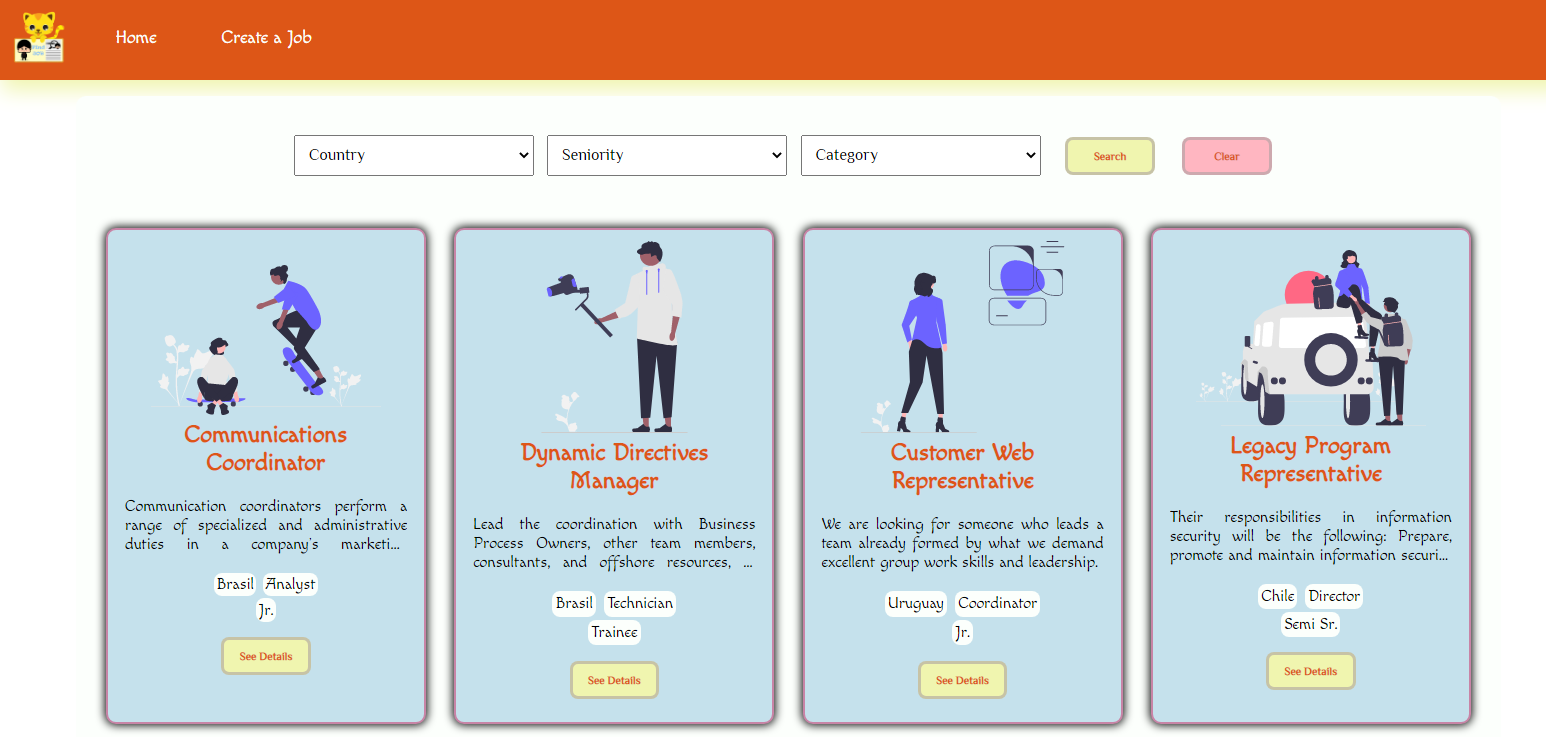 Home Create a Job
Country Seniority Category Search Clear
Communications
Coordinator
Communication coordinators perform a
range of specialized and administrative
duties in a company's marketi...
Brasil Analyst
Jr.
See Details
Dynamic Directives
Manager
Lead the coordination with Business
Process Owners, other team members,
consultants, and offshore resources, ...
Brasil Technician
Trainee
See Details
Customer Web
Representative
We are looking for someone who leads a
team already formed by what we demand
excellent group work skills and leadership.
Uruguay Coordinator
Jr.
See Details
Legacy Program
Representative
Their responsibilities in information
security will be the following: Prepare,
promote and maintain information securi...
Chile Director
Semi Sr.
See Details